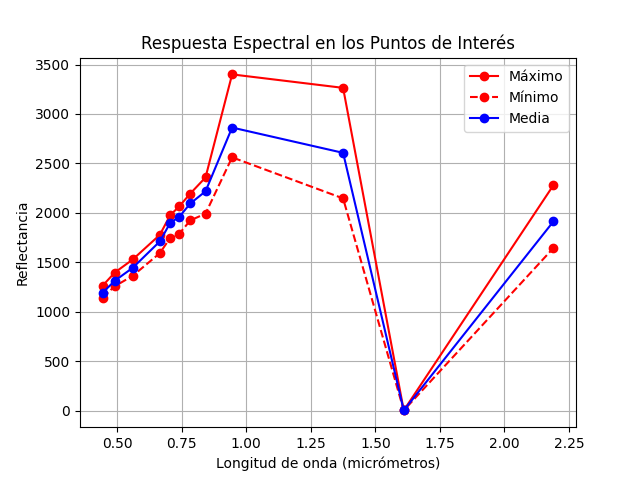 Respuesta Espectral en los Puntos de Interés
Máximo
Mínimo
Media
Reflectancia
3500
3000
2500
2000
1500
1000
500
0
0.50 0.75 1.00 1.25 1.50 1.75 2.00 2.25
Longitud de onda (micrómetros)